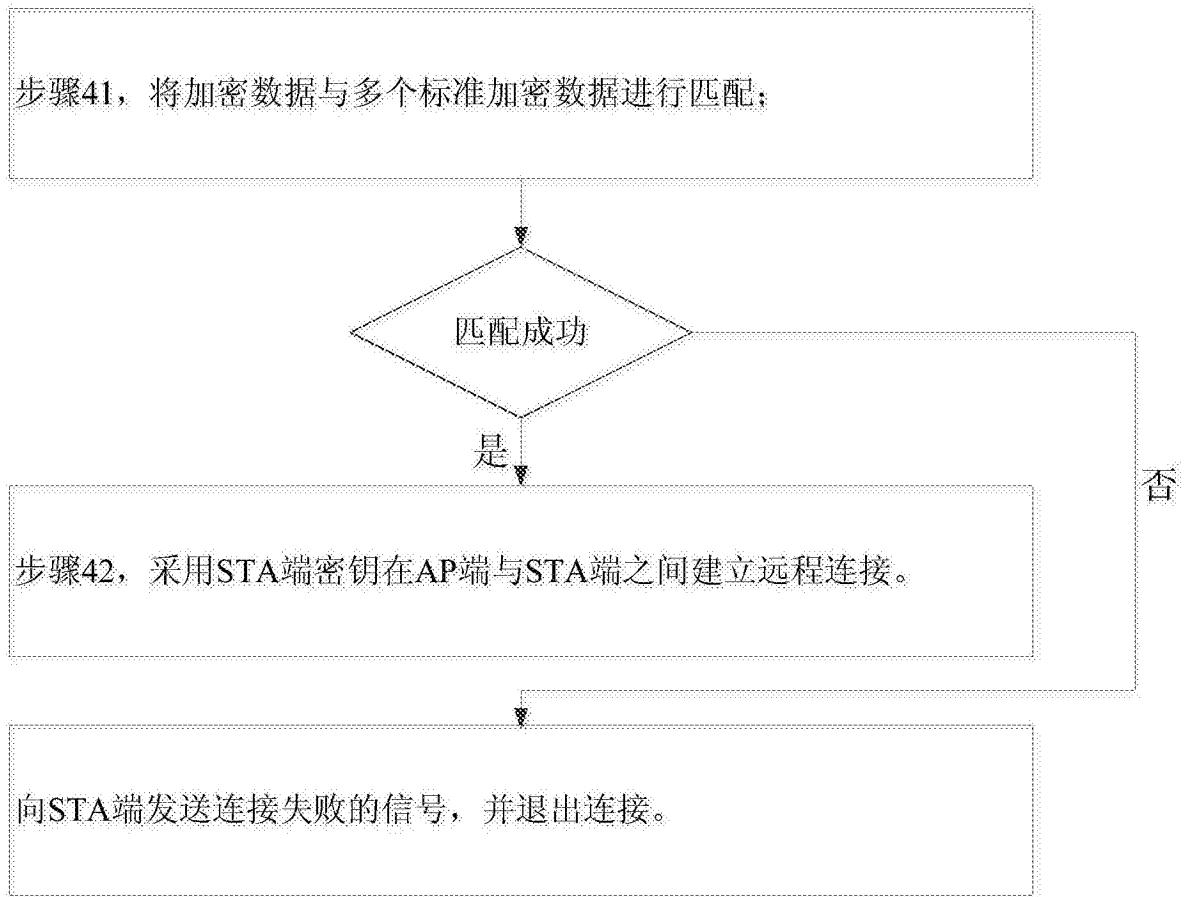 步骤41，将加密数据与多个标准加密数据进行匹配；
匹配成功
是
否
步骤42，采用STA端密钥在AP端与STA端之间建立远程连接。
向STA端发送连接失败的信号，并退出连接。